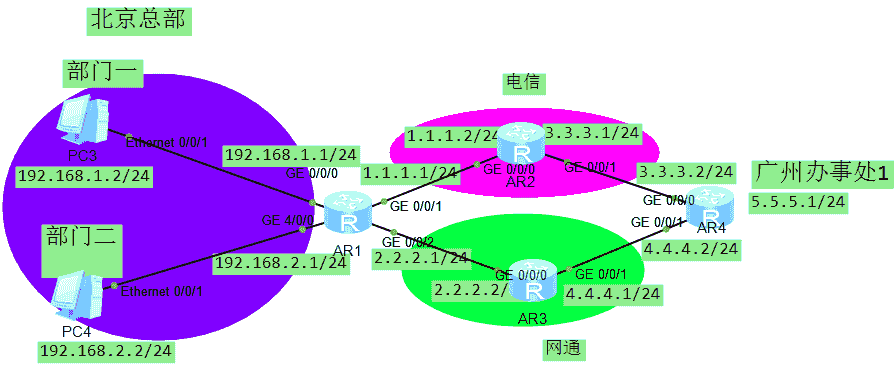 北京总部
部门一
PC3
Ethernet 0/0/1
192.168.1.2/24
192.168.1.1/24
GE 0/0/0
部门二
PC4
Ethernet 0/0/1
192.168.2.2/24
GE 4/0/0
192.168.2.1/24
AR1
R
GE 0/0/1
1.1.1.1/24
GE 0/0/2
2.2.2.1/24
电信
1.1.1.2/24
GE 0/0/0
R
AR2
3.3.3.1/24
GE 0/0/1
2.2.2.2/
GE 0/0/0
R
AR3
GE 0/0/1
4.4.4.1/24
网通
3.3.3.2/24
GE 0/0/0
广州办事处1
5.5.5.1/24
R
AR4
GE 0/0/1
4.4.4.2/24